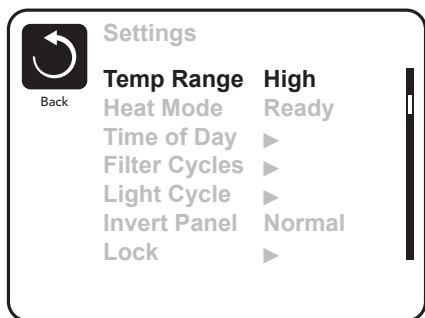 Settings
Back
Temp Range High
Heat Mode Ready
Time of Day ▶
Filter Cycles ▶
Light Cycle ▶
Invert Panel Normal
Lock ▶